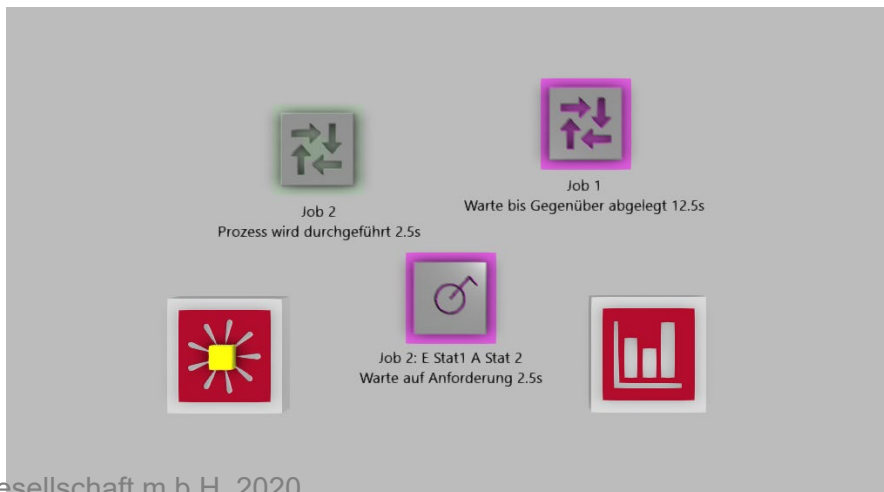 Job 1
Warte bis Gegenüber abgelegt 12.5s
Job 2
Prozess wird durchgeführt 2.5s
Job 2: E Stat1 A Stat 2
Warte auf Anforderung 2.5s
esellschaft m.b.H. 2020